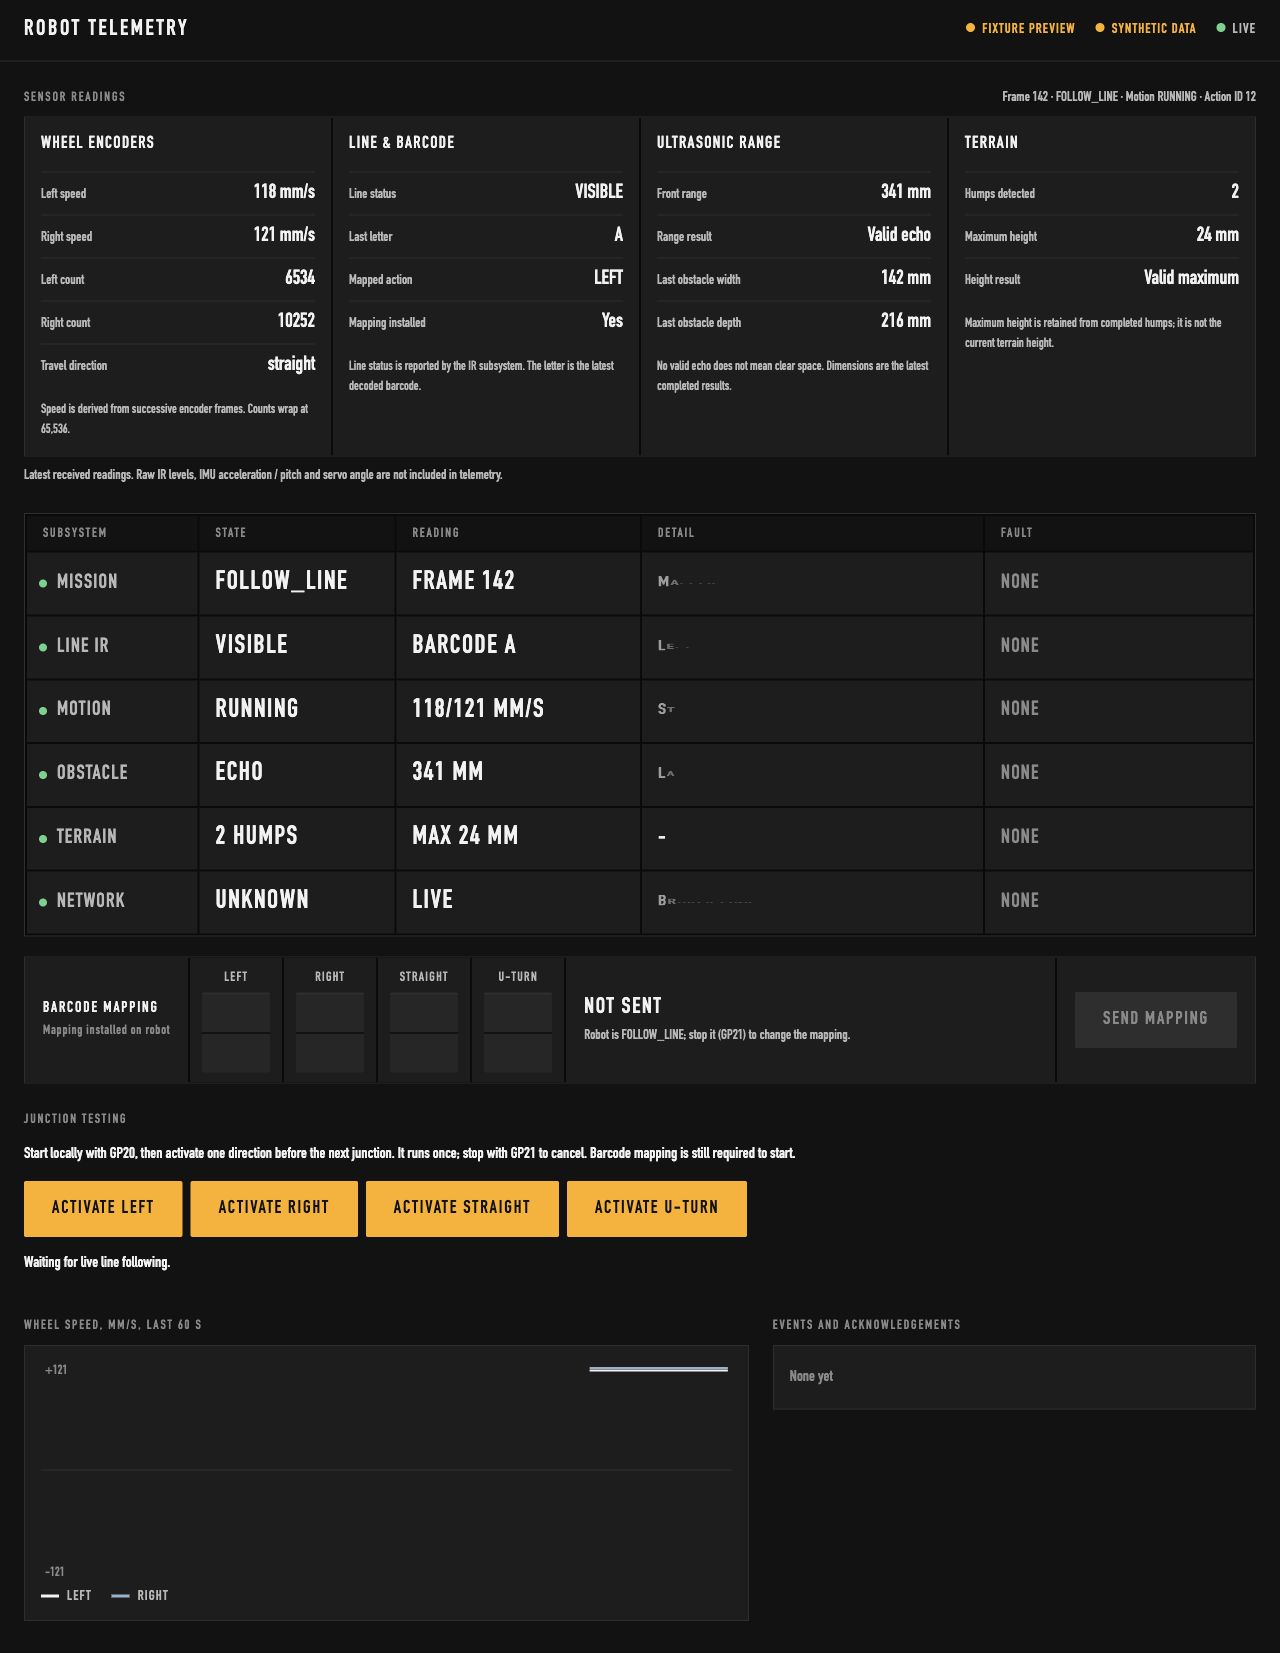 ROBOT TELEMETRY
FIXTURE PREVIEW
SYNTHETIC DATA
LIVE
SENSOR READINGS
Frame 142 · FOLLOW_LINE · Motion RUNNING · Action ID 12
WHEEL ENCODERS
Left speed 118 mm/s
Right speed 121 mm/s
Left count 6534
Right count 10252
Travel direction straight
Speed is derived from successive encoder frames. Counts wrap at
65,536.
LINE & BARCODE
Line status VISIBLE
Last letter A
Mapped action LEFT
Mapping installed Yes
Line status is reported by the IR subsystem. The letter is the latest
decoded barcode.
ULTRASONIC RANGE
Front range 341 mm
Range result Valid echo
Last obstacle width 142 mm
Last obstacle depth 216 mm
No valid echo does not mean clear space. Dimensions are the latest
completed results.
TERRAIN
Humps detected 2
Maximum height 24 mm
Height result Valid maximum
Maximum height is retained from completed humps; it is not the
current terrain height.
Latest received readings. Raw IR levels, IMU acceleration / pitch and servo angle are not included in telemetry.
SUBSYSTEM STATE READING DETAIL FAULT
MISSION FOLLOW_LINE FRAME 142 NONE
LINE IR VISIBLE BARCODE A NONE
MOTION RUNNING 118/121 MM/S NONE
OBSTACLE ECHO 341 MM NONE
TERRAIN 2 HUMPS MAX 24 MM - NONE
NETWORK UNKNOWN LIVE NONE
BARCODE MAPPING
Mapping installed on robot
LEFT
RIGHT
STRAIGHT
U-TURN
NOT SENT
Robot is FOLLOW_LINE; stop it (GP21) to change the mapping.
SEND MAPPING
JUNCTION TESTING
Start locally with GP20, then activate one direction before the next junction. It runs once; stop with GP21 to cancel. Barcode mapping is still required to start.
ACTIVATE LEFT
ACTIVATE RIGHT
ACTIVATE STRAIGHT
ACTIVATE U-TURN
Waiting for live line following.
WHEEL SPEED, MM/S, LAST 60 S
+121
-121
LEFT
RIGHT
EVENTS AND ACKNOWLEDGEMENTS
None yet